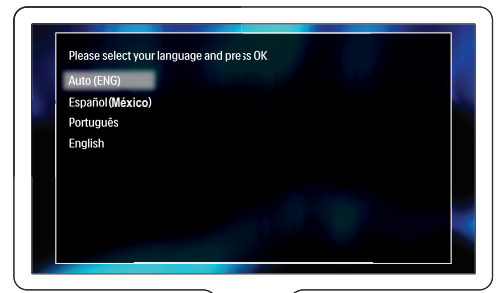 Please select your language and press OK
Auto (ENG)
Español (México)
Português
English